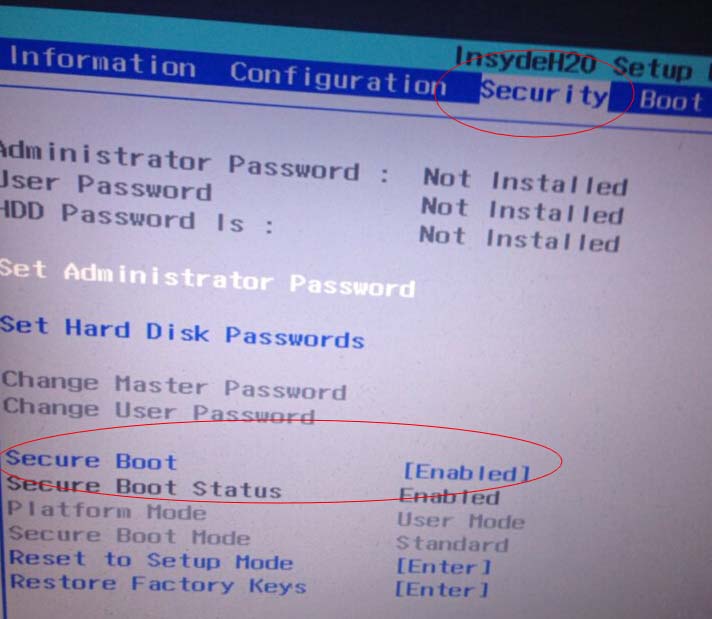 InsydeH20 Setup
Information Configuration Security Boot
Administrator Password : Not Installed
User Password Not Installed
HDD Password Is : Not Installed
Set Administrator Password
Set Hard Disk Passwords
Change Master Password
Change User Password
Secure Boot [Enabled]
Secure Boot Status Enabled
Platform Mode User Mode
Secure Boot Mode Standard
Reset to Setup Mode [Enter]
Restore Factory Keys [Enter]